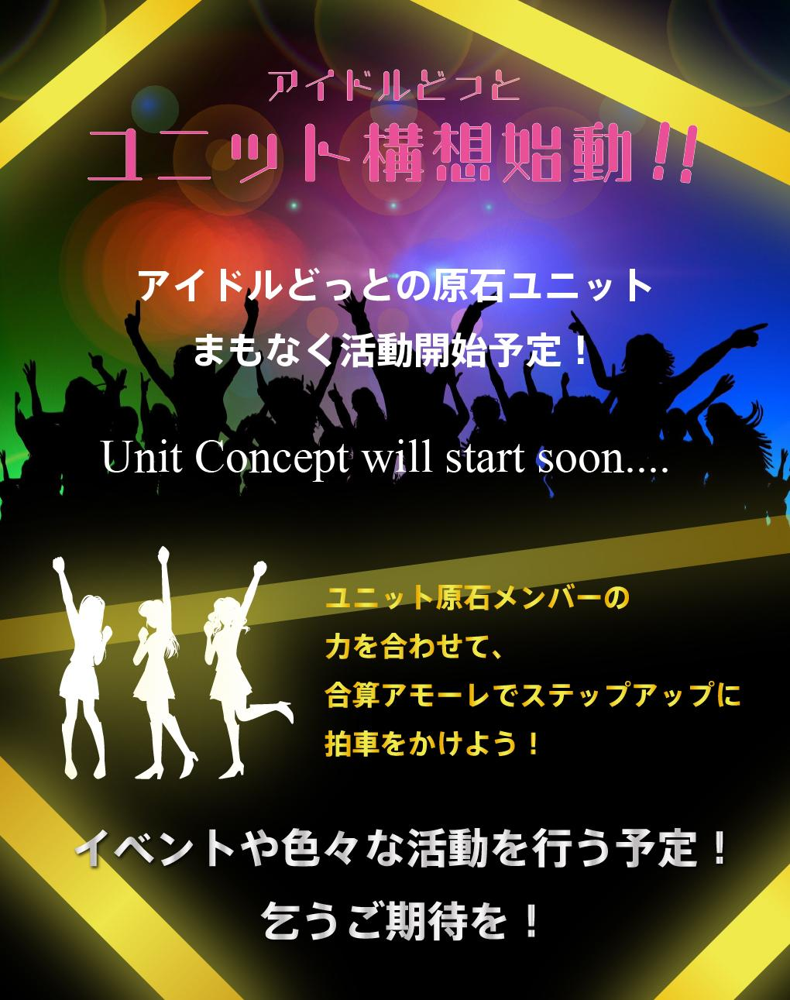 アイドルどっと
ユニット構想始動!!
アイドルどっとの原石ユニット
まもなく活動開始予定！
Unit Concept will start soon....
ユニット原石メンバーの
力を合わせて、
合算アモーレでステップアップに
拍車をかけよう！
イベントや色々な活動を行う予定！
乞うご期待を！